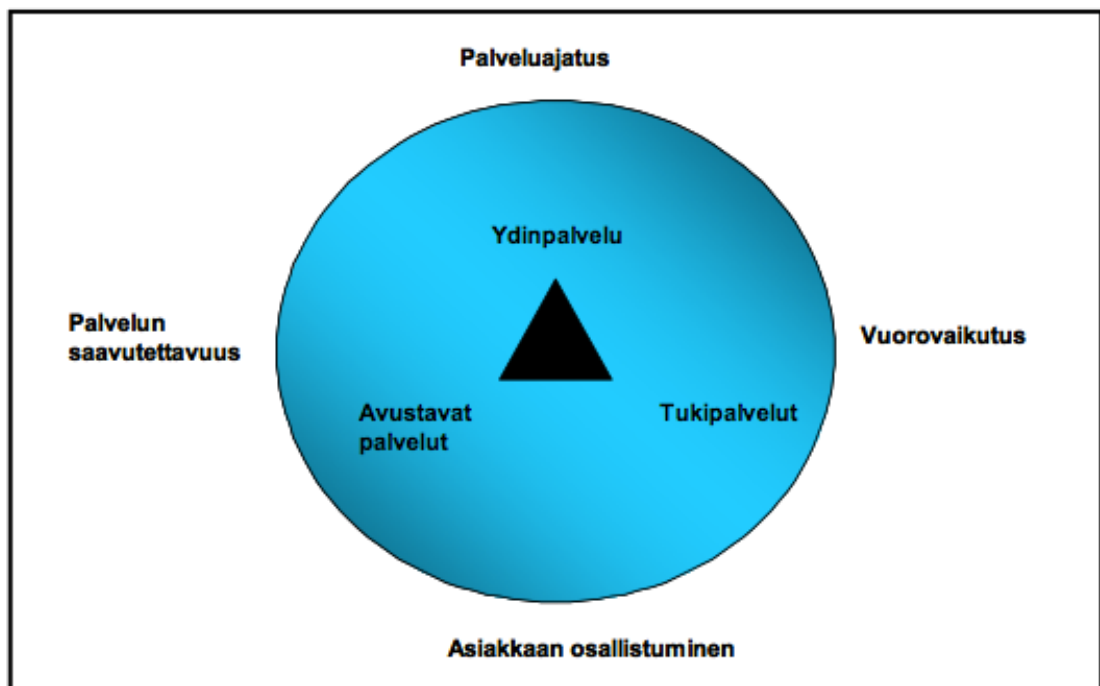 Palveluajatus
Ydinpalvelu
Palvelun
saavutettavuus
Vuorovaikutus
Avustavat
palvelut
Tukipalvelut
Asiakkaan osallistuminen